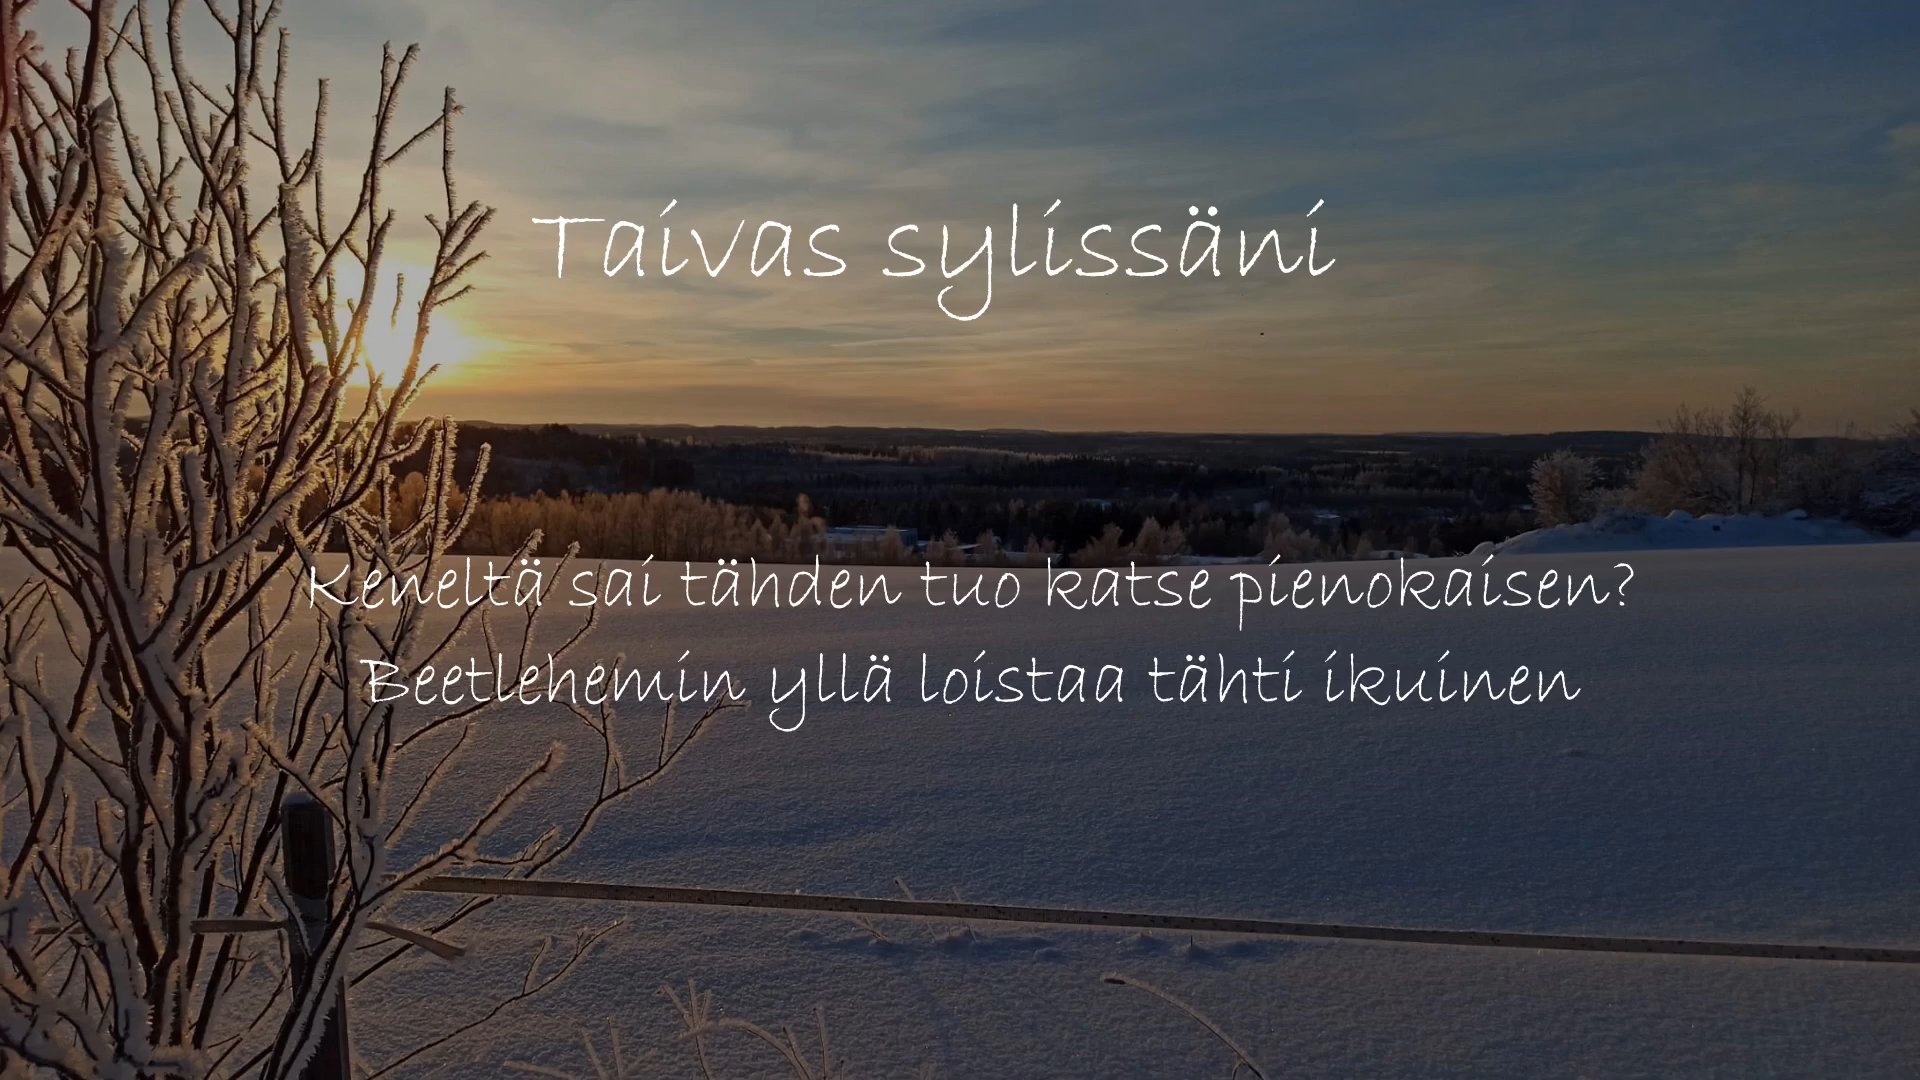 Taivas sylissäni
Keneltä sai tähden tuo katse pienokaisen?
Beetlehemin yllä loistaa tähti ikuinen